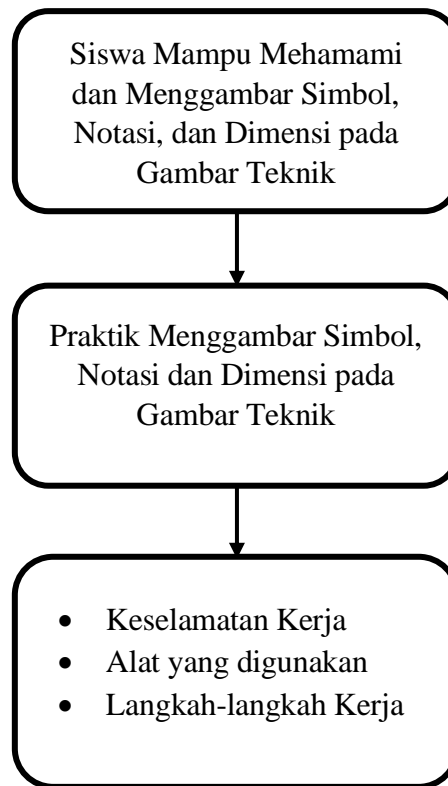 Siswa Mampu Mehamami
dan Menggambar Simbol,
Notasi, dan Dimensi pada
Gambar Teknik
Praktik Menggambar Simbol,
Notasi dan Dimensi pada
Gambar Teknik
• Keselamatan Kerja
• Alat yang digunakan
• Langkah-langkah Kerja